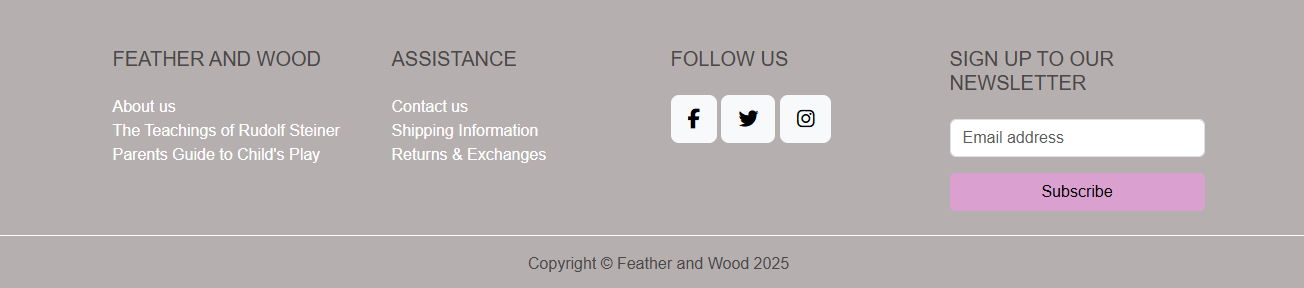 FEATHER AND WOOD
About us
The Teachings of Rudolf Steiner
Parents Guide to Child's Play
ASSISTANCE
Contact us
Shipping Information
Returns & Exchanges
FOLLOW US
SIGN UP TO OUR
NEWSLETTER
Email address
Subscribe
Copyright © Feather and Wood 2025